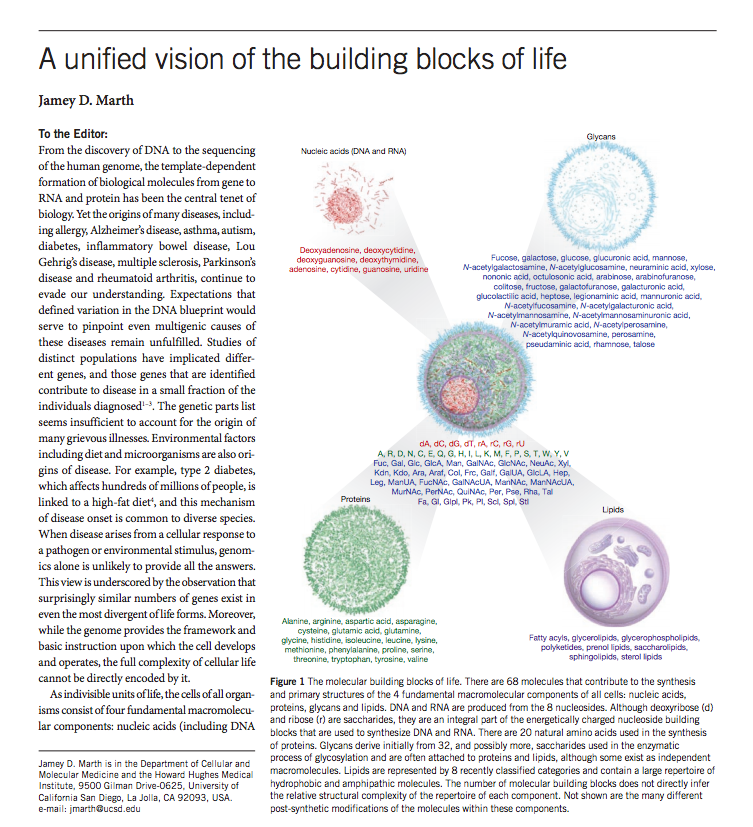 A unified vision of the building blocks of life
Jamey D. Marth
To the Editor:
From the discovery of DNA to the sequencing
of the human genome, the template-dependent
formation of biological molecules from gene to
RNA and protein has been the central tenet of
biology. Yet the origins of many diseases, includ-
ing allergy, Alzheimer's disease, asthma, autism,
diabetes, inflammatory bowel disease, Lou
Gehrig's disease, multiple sclerosis, Parkinson's
disease and rheumatoid arthritis, continue to
evade our understanding. Expectations that
defined variation in the DNA blueprint would
serve to pinpoint even multigenic causes of
these diseases remain unfulfilled. Studies of
distinct populations have implicated differ-
ent genes, and those genes that are identified
contribute to disease in a small fraction of the
individuals diagnosed1–3. The genetic parts list
seems insufficient to account for the origin of
many grievous illnesses. Environmental factors
including diet and microorganisms are also ori-
gins of disease. For example, type 2 diabetes,
which affects hundreds of millions of people, is
linked to a high-fat diet4, and this mechanism
of disease onset is common to diverse species.
When disease arises from a cellular response to
a pathogen or environmental stimulus, genom-
ics alone is unlikely to provide all the answers.
This view is underscored by the observation that
surprisingly similar numbers of genes exist in
even the most divergent of life forms. Moreover,
while the genome provides the framework and
basic instruction upon which the cell develops
and operates, the full complexity of cellular life
cannot be directly encoded by it.
As indivisible units of life, the cells of all organ-
isms consist of four fundamental macromolecu-
lar components: nucleic acids (including DNA
Jamey D. Marth is in the Department of Cellular and
Molecular Medicine and the Howard Hughes Medical
Institute, 9500 Gilman Drive-0625, University of
California San Diego, La Jolla, CA 92093, USA.
e-mail: jmarth@ucsd.edu
Nucleic acids (DNA and RNA)
Deoxyadenosine, deoxycytidine,
deoxyguanosine, deoxythymidine,
adenosine, cytidine, guanosine, uridine
Glycans
Fucose, galactose, glucose, glucuronic acid, mannose,
N-acetylgalactosamine, N-acetylglucosamine, neuraminic acid, xylose,
nononic acid, octulosonic acid, arabinose, arabinofuranose,
colitose, fructose, galactofuranose, galacturonic acid,
glucolactilic acid, heptose, legionaminic acid, mannuronic acid,
N-acetylfucosamine, N-acetylgalacturonic acid,
N-acetylmannosamine, N-acetylmannosaminuronic acid,
N-acetylmuramic acid, N-acetylperosamine,
N-acetylquinovosamine, perosamine,
pseudaminic acid, rhamnose, talose
dA, dC, dG, dT, rA, rC, rG, rU
A, R, D, N, C, E, Q, G, H, I, L, K, M, F, P, S, T, W, Y, V
Fuc, Gal, Glc, GlcA, Man, GalNAc, GlcNAc, NeuAc, Xyl,
Kdn, Kdo, Ara, Araf, Col, Frc, Galf, GalUA, GlcLA, Hep,
Leg, ManUA, FucNAc, GalNAcUA, ManNAc, ManNAcUA,
MurNAc, PerNAc, QuiNAc, Per, Pse, Rha, Tal
Fa, Gl, Glpl, Pk, Pl, Scl, Spl, Stl
Proteins
Alanine, arginine, aspartic acid, asparagine,
cysteine, glutamic acid, glutamine,
glycine, histidine, isoleucine, leucine, lysine,
methionine, phenylalanine, proline, serine,
threonine, tryptophan, tyrosine, valine
Lipids
Fatty acyls, glycerolipids, glycerophospholipids,
polyketides, prenol lipids, saccharolipids,
sphingolipids, sterol lipids
Figure 1 The molecular building blocks of life. There are 68 molecules that contribute to the
synthesis and primary structures of the 4 fundamental macromolecular components of all cells: nucleic acids,
proteins, glycans and lipids. DNA and RNA are produced from the 8 nucleosides. Although deoxyribose (d)
and ribose (r) are saccharides, they are an integral part of the energetically charged nucleoside building
blocks that are used to synthesize DNA and RNA. There are 20 natural amino acids used in the synthesis
of proteins. Glycans derive initially from 32, and possibly more, saccharides used in the enzymatic
process of glycosylation and are often attached to proteins and lipids, although some exist as independent
macromolecules. Lipids are represented by 8 recently classified categories and contain a large repertoire of
hydrophobic and amphipathic molecules. The number of molecular building blocks does not directly infer
the relative structural complexity of the repertoire of each component. Not shown are the many different
post-synthetic modifications of the molecules within these components.